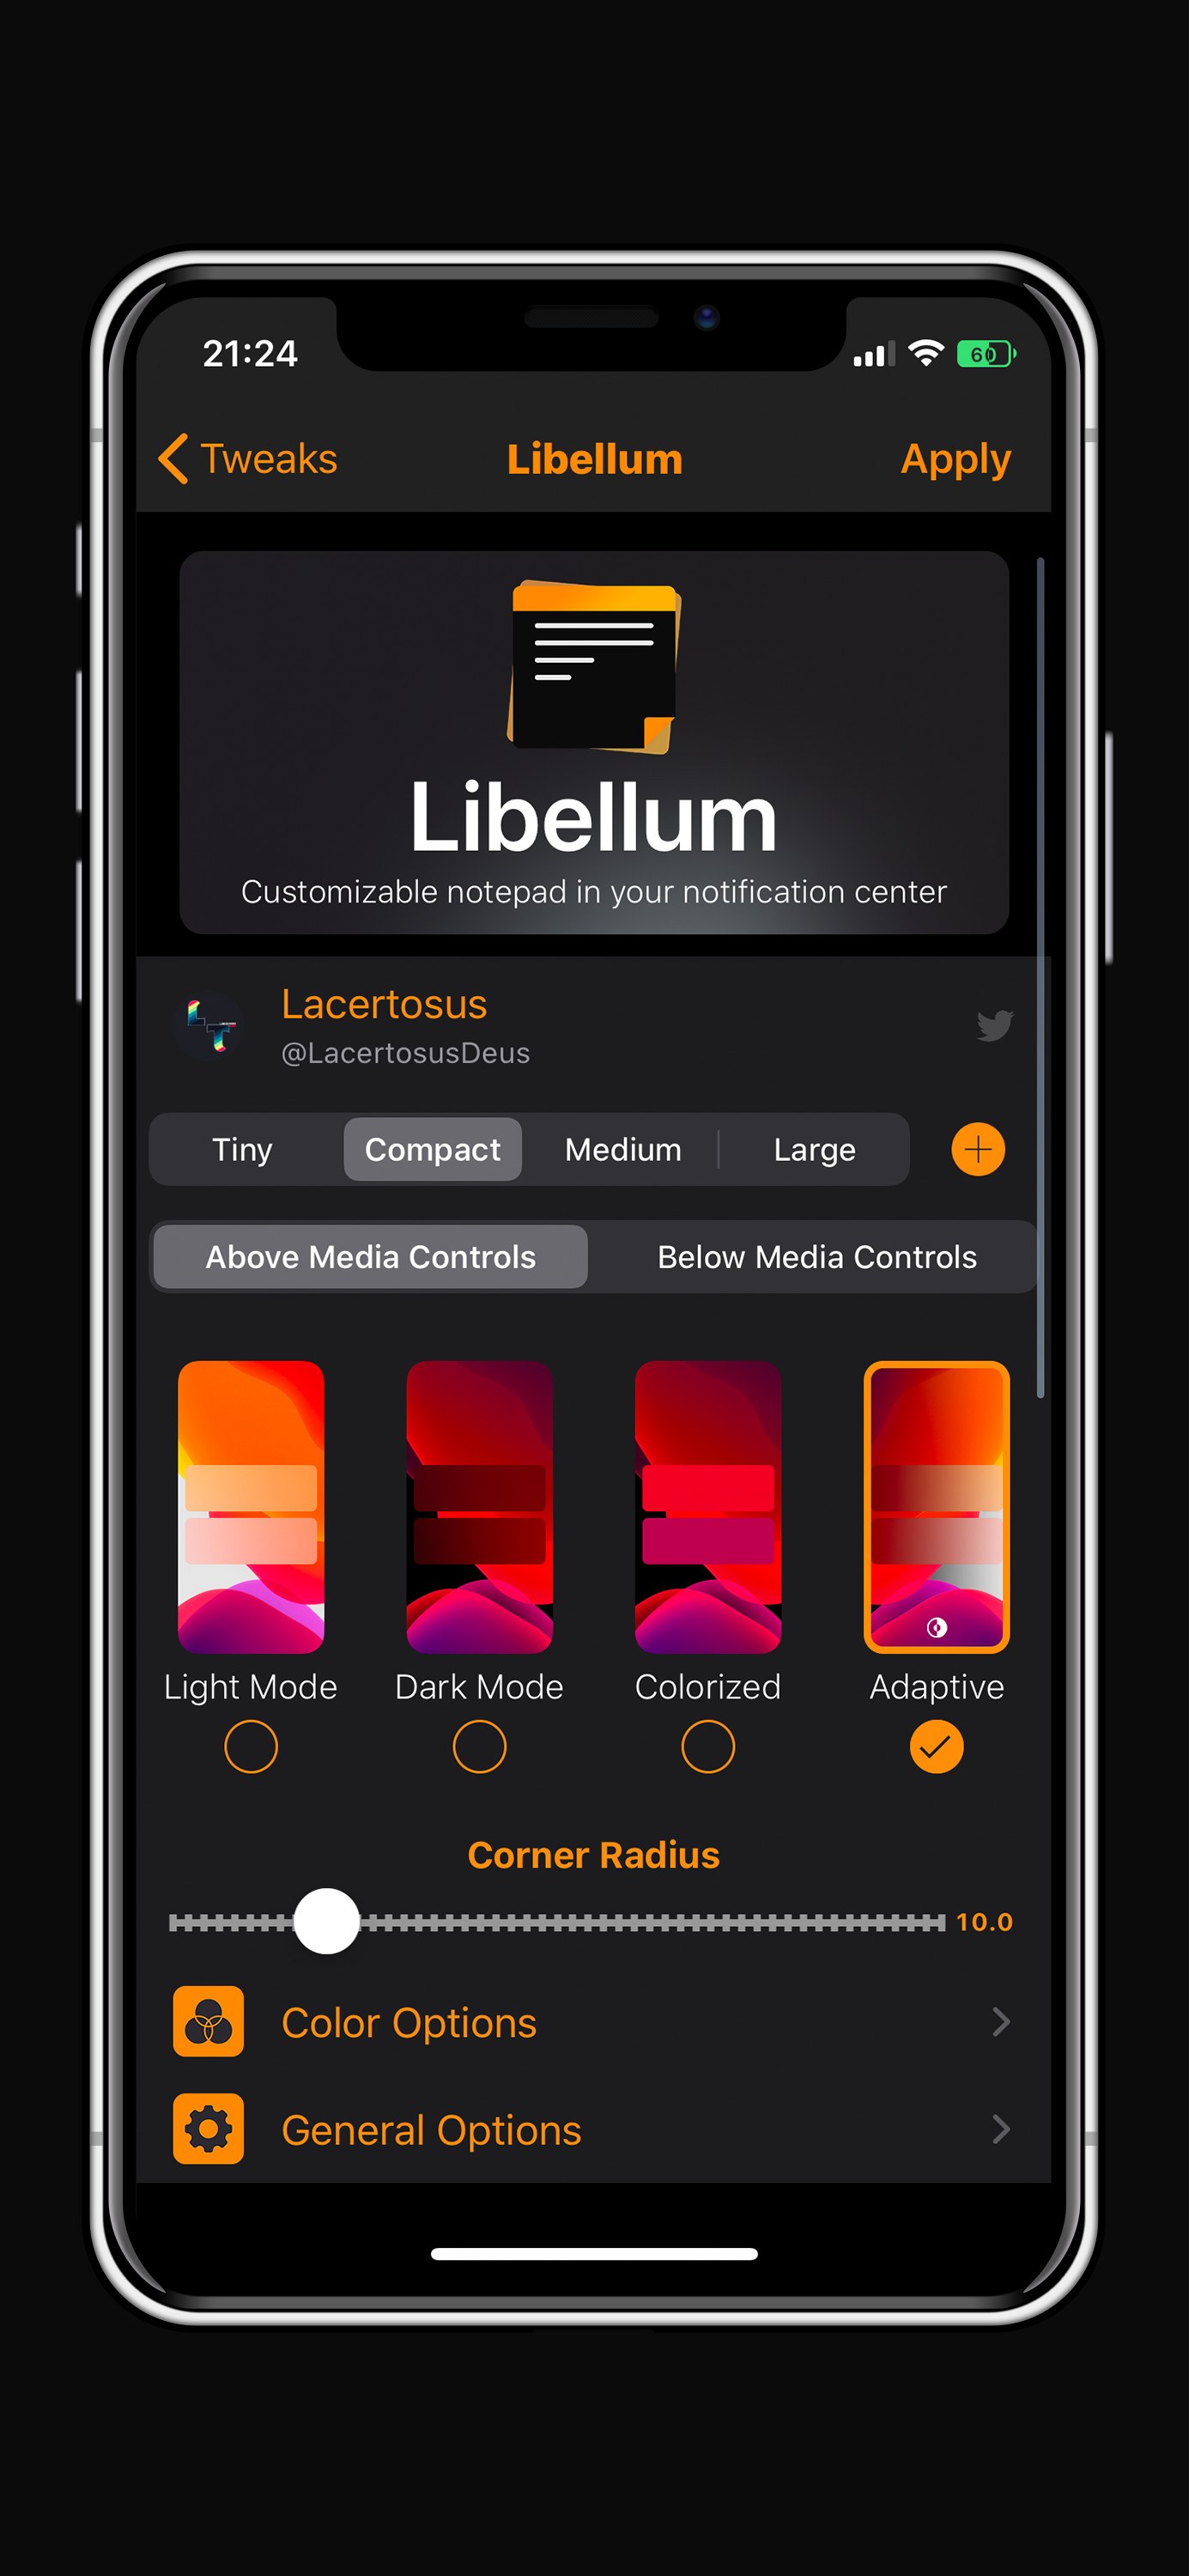 21:24
60
Tweaks
Libellum
Apply
Libellum
Customizable notepad in your notification center
Lacertosus
@LacertosusDeus
Tiny
Compact
Medium
Large
Above Media Controls
Below Media Controls
Light Mode
Dark Mode
Colorized
Adaptive
Corner Radius
10.0
Color Options
General Options